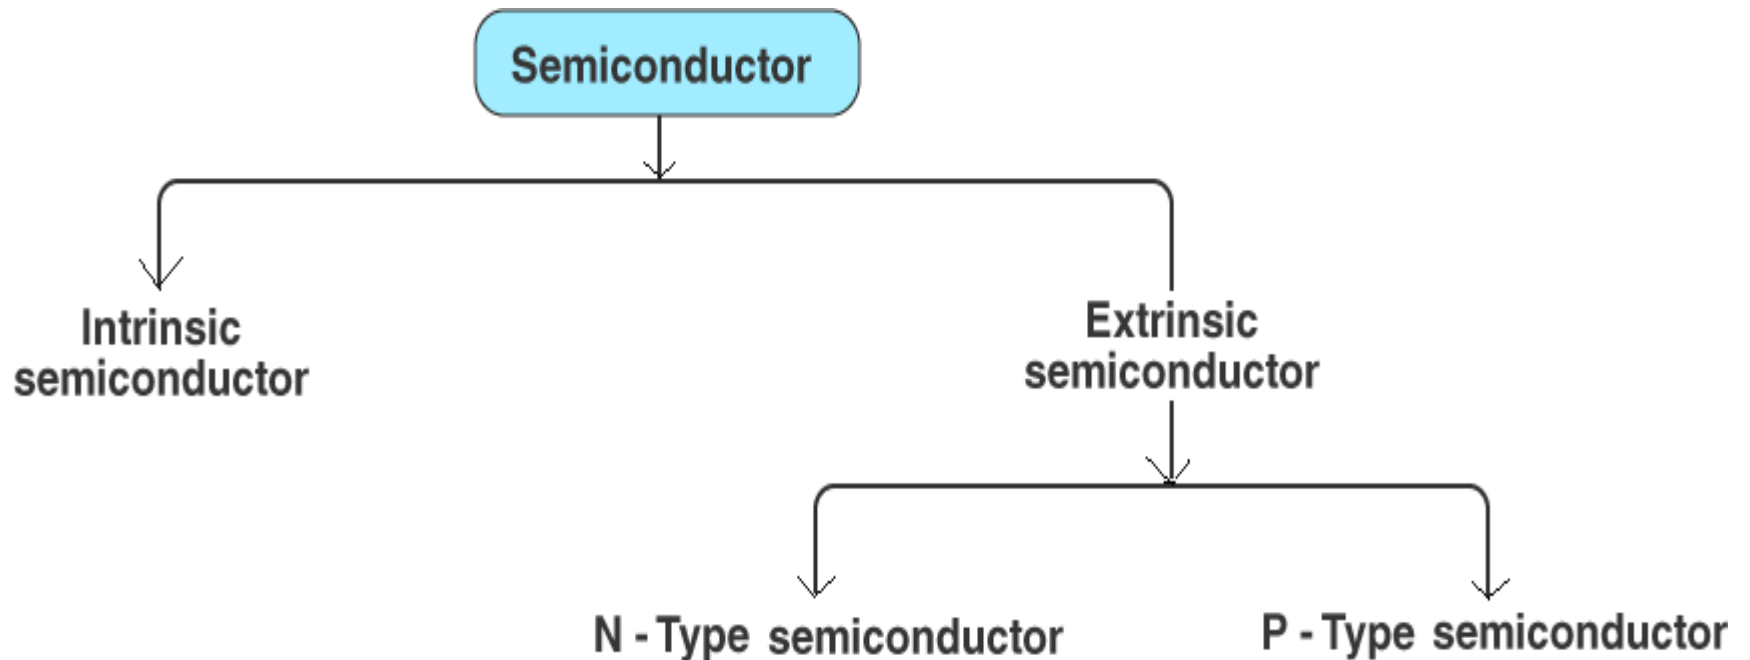 Semiconductor
Intrinsic
semiconductor
Extrinsic
semiconductor
N - Type semiconductor
P - Type semiconductor